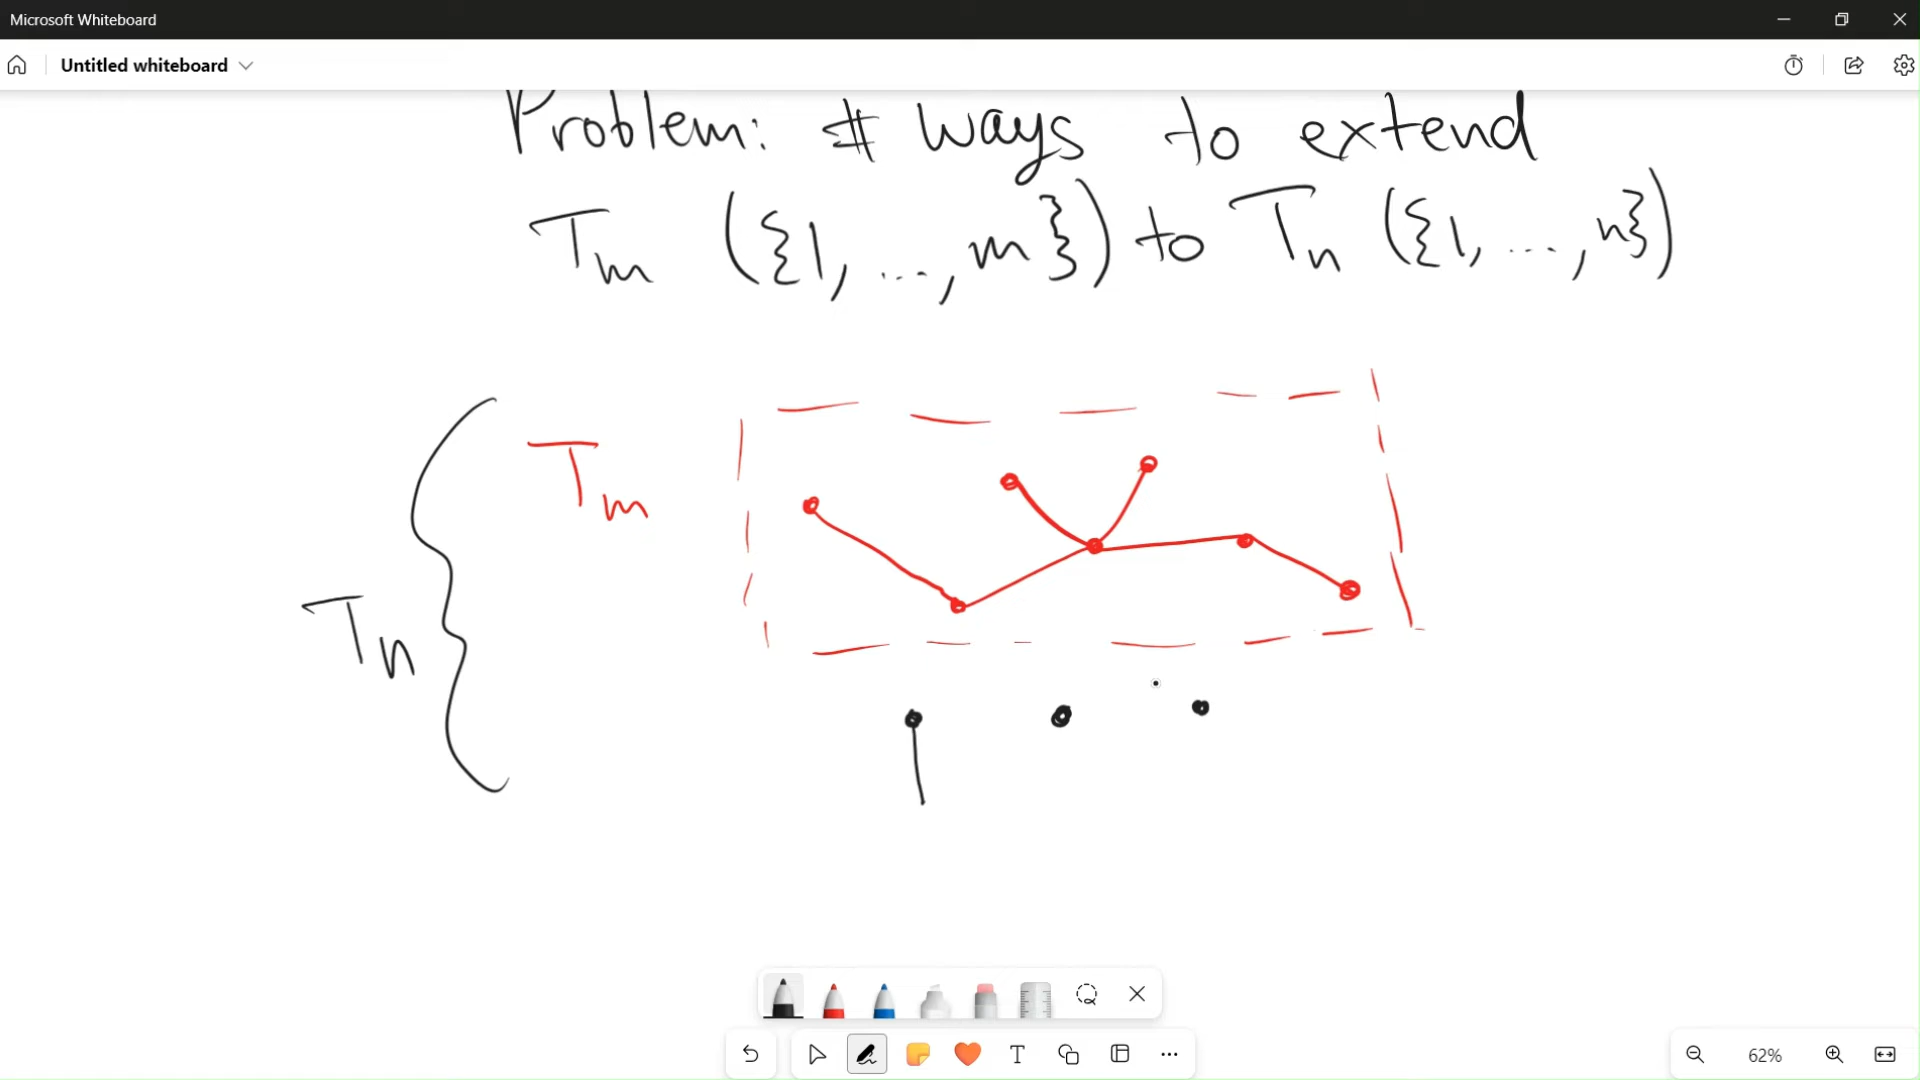 Microsoft Whiteboard
Untitled whiteboard
Problem: # ways to extend
Tm ({1, ..., m}) to Tn ({1, ..., n})
Tm
Tn
62%